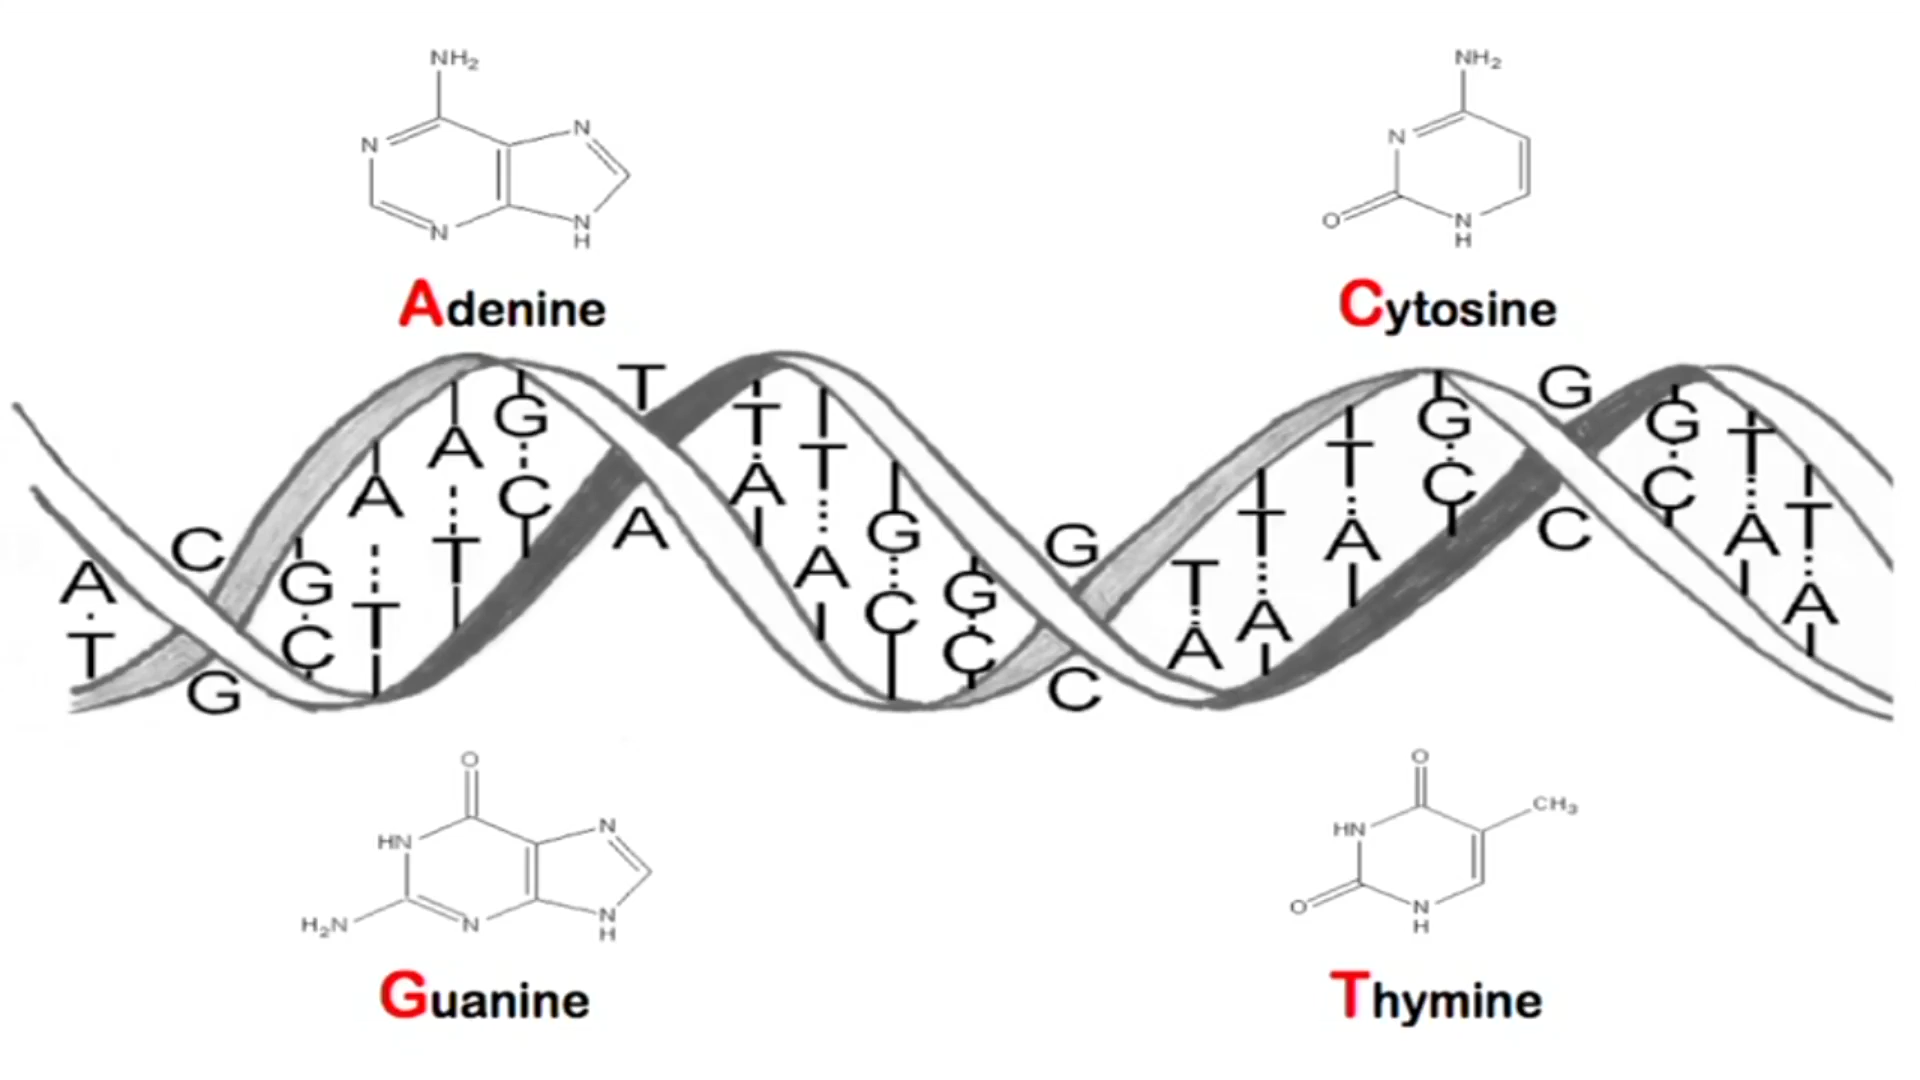 NH₂
N
N
N
N
N
H
Adenine
NH₂
N
O
N
H
Cytosine
A C G A A G T T T G G G T T T G G G T T
T G C T T C A A A C C C A A A C C C A A
O
HN
N
H₂N
N
N
H
Guanine
O
HN
CH₃
O
N
H
Thymine